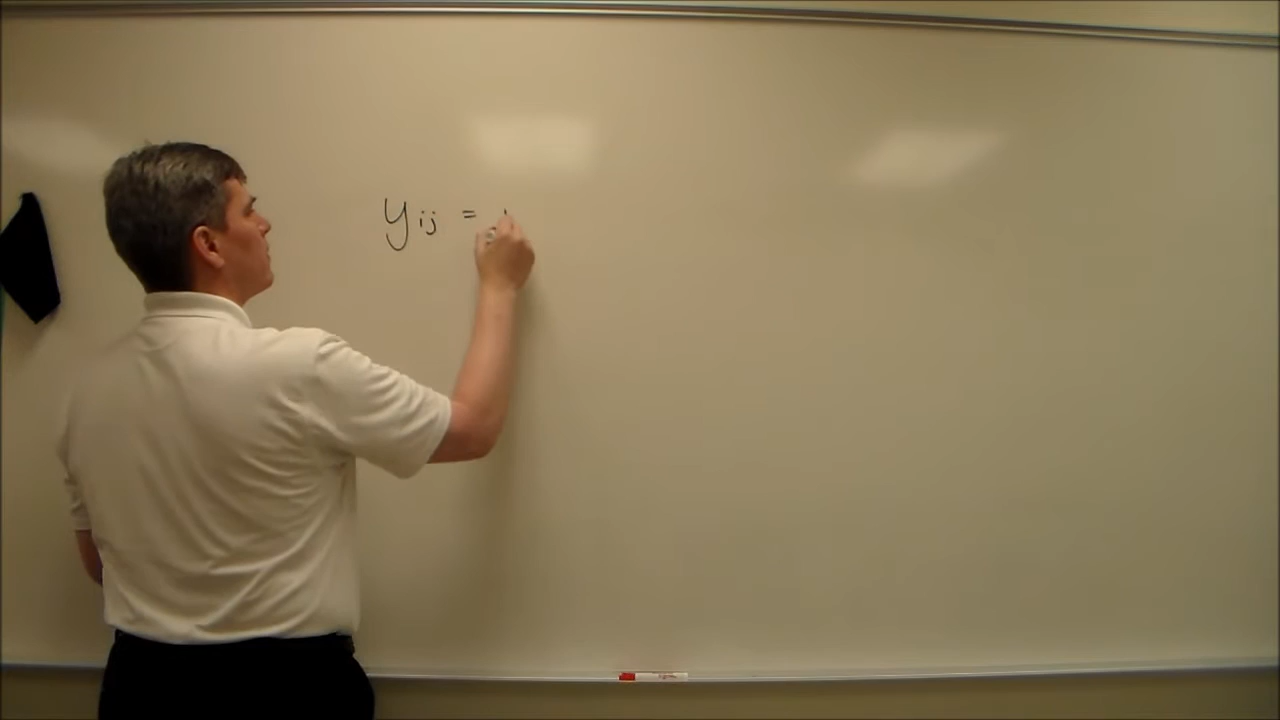 yij =